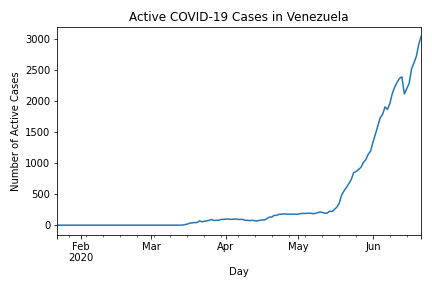 Active COVID-19 Cases in Venezuela
3000
2500
2000
1500
1000
500
0
Number of Active Cases
Feb Mar Apr May Jun
2020
Day